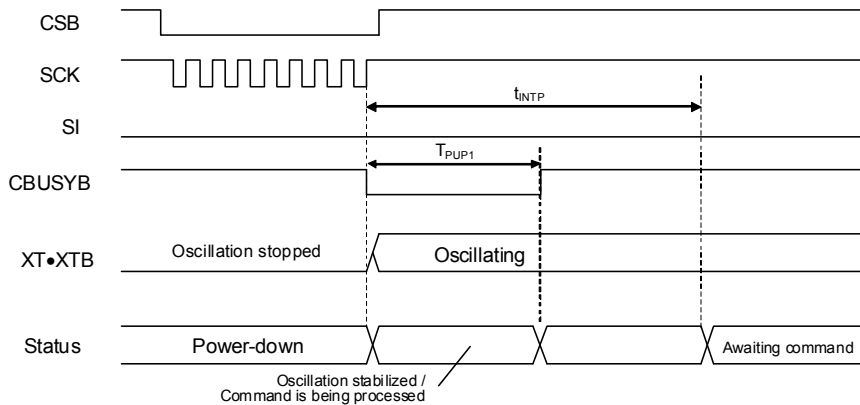 CSB
SCK
tINTP
SI
TPUP1
CBUSYB
XT•XTB
Oscillation stopped
Oscillating
Status
Power-down
Awaiting command
Oscillation stabilized /
Command is being processed